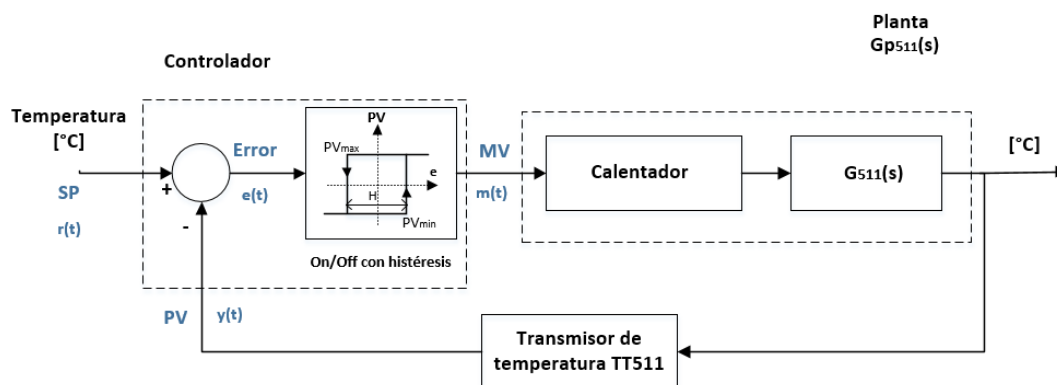 Planta
Gp511(s)
Controlador
Temperatura
[°C]
SP
r(t)
+
-
Error
e(t)
PV
PVmax
e
H
PVmin
On/Off con histéresis
MV
m(t)
Calentador
G511(s)
[°C]
PV
y(t)
Transmisor de
temperatura TT511